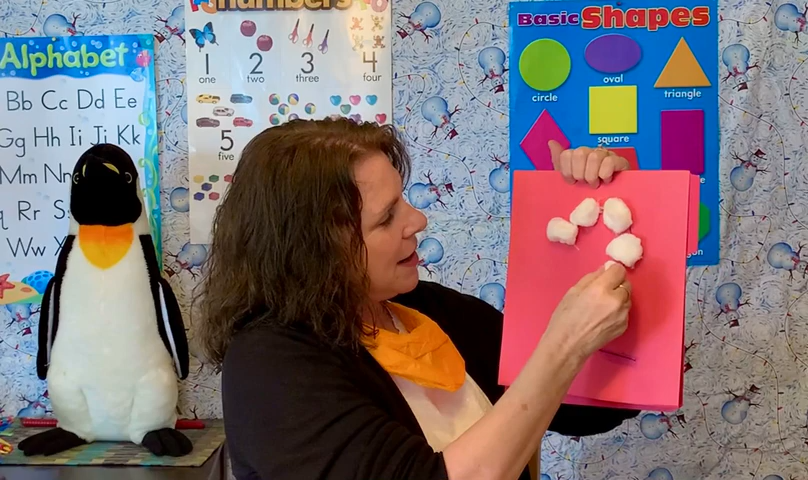 Alphabet
Bb Cc Dd Ee
Gg Hh Ii Jj Kk
Mm Nn
Rr S
Ww
numbers
1 2 3 4
one two three four
5
five
Basic Shapes
circle
oval
triangle
square